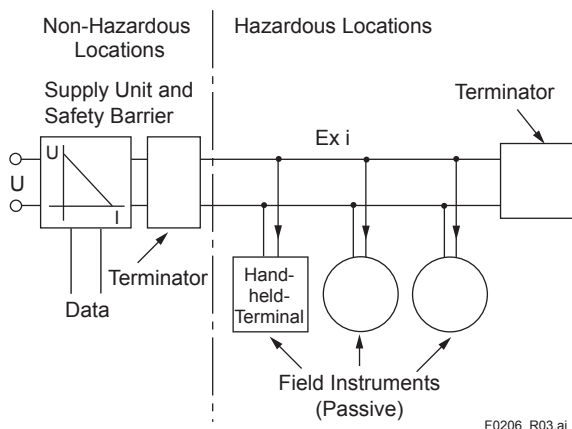 Non-Hazardous
Locations
Hazardous Locations
Supply Unit and
Safety Barrier
Terminator
Ex i
U
U
I
Terminator
Data
Hand-
held-
Terminal
Field Instruments
(Passive)
F0206_R03.ai